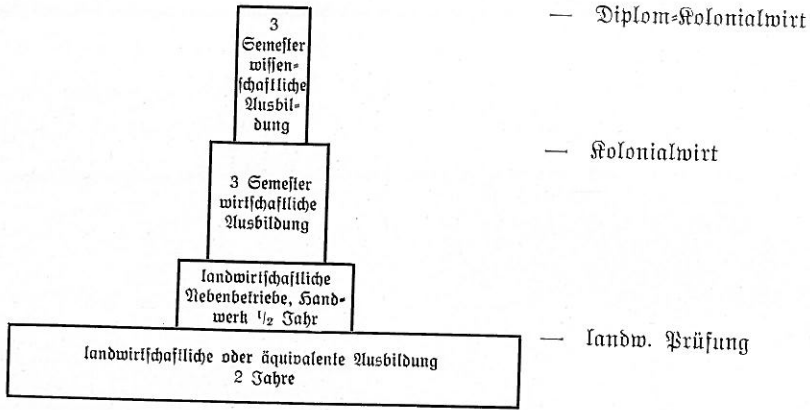 3
Semester
wissen-
schaftliche
Ausbil-
dung
— Diplom-Kolonialwirt
3 Semester
wirtschaftliche
Ausbildung
— Kolonialwirt
landwirtschaftliche
Nebenbetriebe, Hand-
werk ½ Jahr
landwirtschaftliche oder äquivalente Ausbildung
2 Jahre
— landw. Prüfung